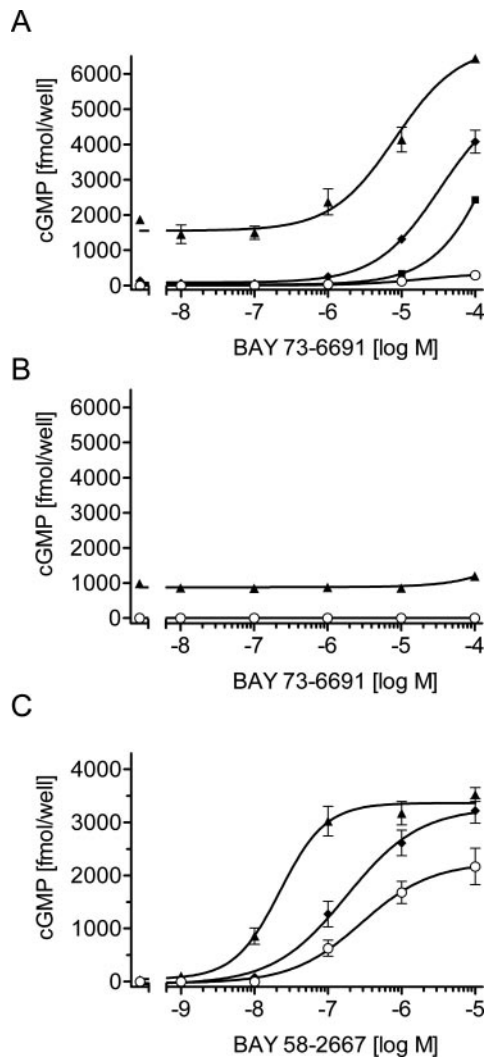 A
cGMP [fmol/well]
6000
5000
4000
3000
2000
1000
0
-8 -7 -6 -5 -4
BAY 73-6691 [log M]
B
cGMP [fmol/well]
6000
5000
4000
3000
2000
1000
0
-8 -7 -6 -5 -4
BAY 73-6691 [log M]
C
cGMP [fmol/well]
4000
3000
2000
1000
0
-9 -8 -7 -6 -5
BAY 58-2667 [log M]